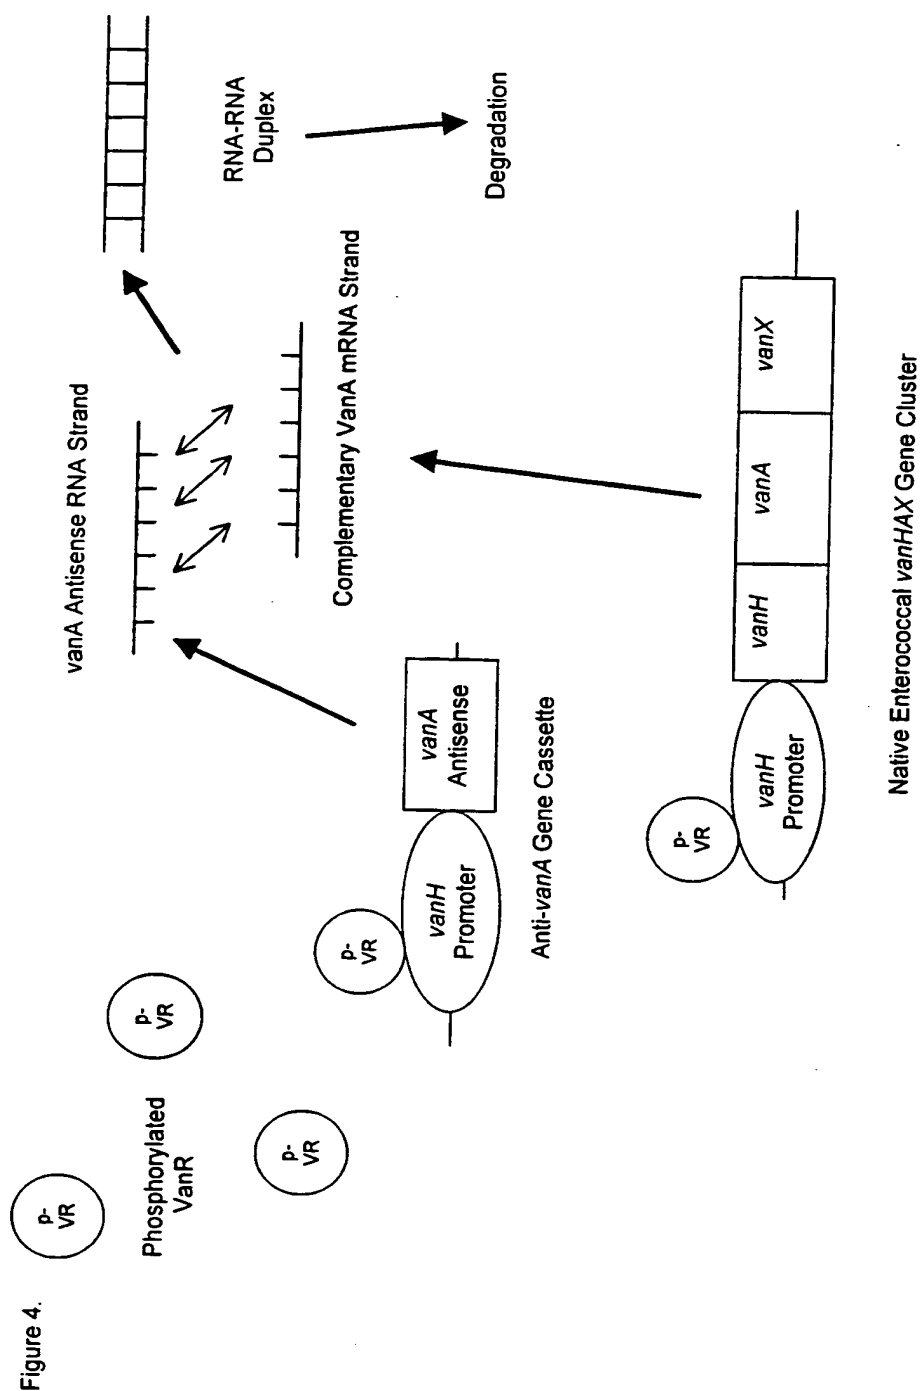 Figure 4.
p-
VR
Phosphorylated
VanR
p-
VR
p-
VR
vanA Antisense RNA Strand
Complementary VanA mRNA Strand
RNA-RNA
Duplex
Degradation
p-
VR
vanH
Promoter
vanA
Antisense
Anti-vanA Gene Cassette
p-
VR
vanH
Promoter
vanH
vanA
vanX
Native Enterococcal vanHAX Gene Cluster